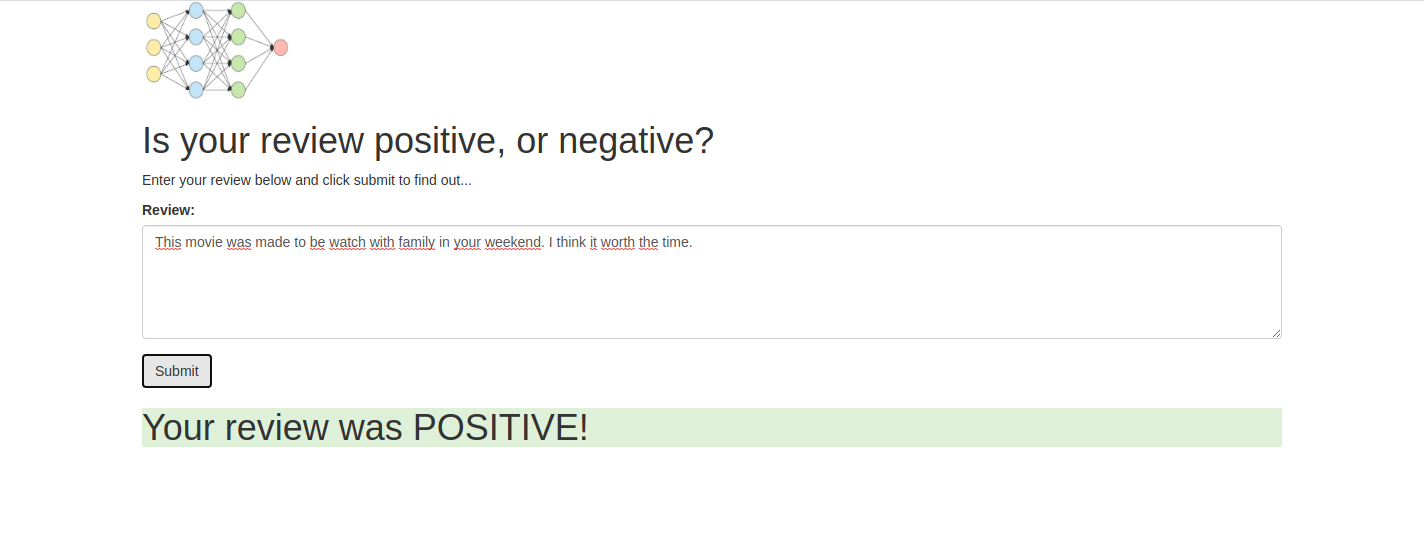 Is your review positive, or negative?
Enter your review below and click submit to find out...
Review:
This movie was made to be watch with family in your weekend. I think it worth the time.
Submit
Your review was POSITIVE!